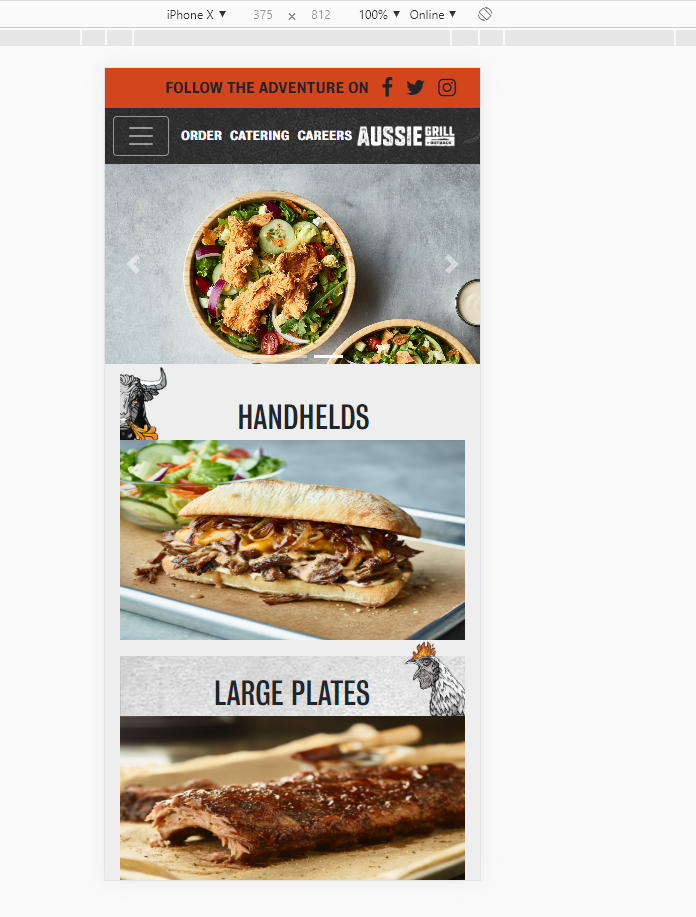 iPhone X ▼ 375 × 812 100% ▼ Online ▼
FOLLOW THE ADVENTURE ON
ORDER CATERING CAREERS AUSSIE GRILL
BY OUTBACK
HANDHELDS
LARGE PLATES